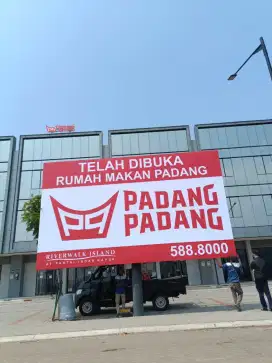 TELAH DIBUKA
RUMAH MAKAN PADANG
PADANG
PADANG
RIVERWALK ISLAND
588.8000